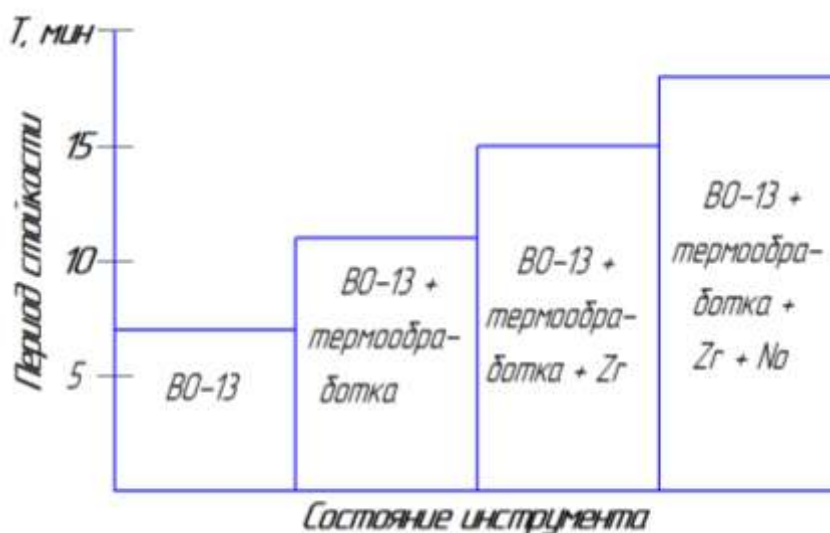 Т, мин
Период стойкости
15
10
5
ВО-13
ВО-13 +
термообра-
ботка
ВО-13 +
термообра-
ботка + Zr
ВО-13 +
термообра-
ботка +
Zr + No
Состояние инструмента